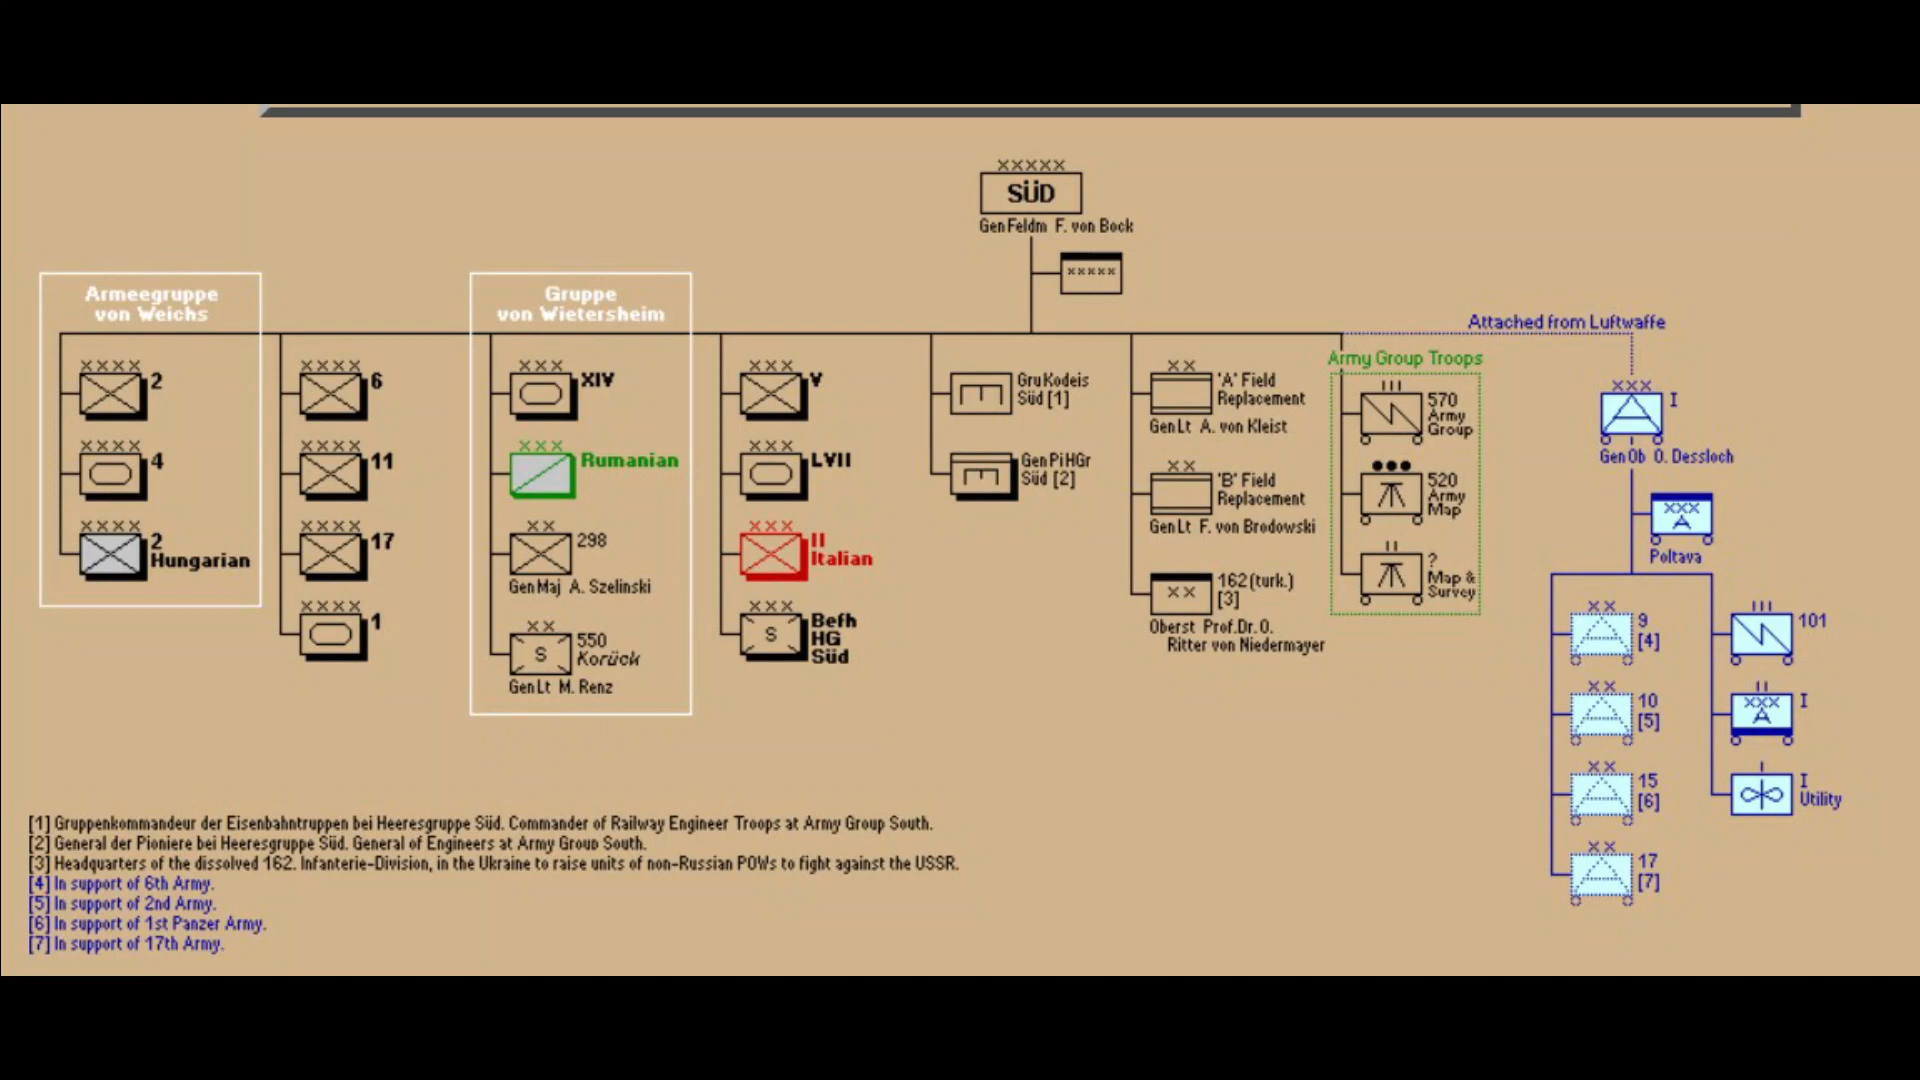 XXXXX
SÜD
GenFeldm F. von Bock
XXXXX
Armeegruppe
von Weichs
XXXX
2
XXXX
4
XXXX
2
Hungarian
XXXX
6
XXXX
11
XXXX
17
XXXX
1
Gruppe
von Wietersheim
XXX
XIV
XXX
Rumanian
XX
298
GenMaj A. Szelinski
XX
S
550
Korück
GenLt M. Renz
XXX
V
XXX
LVII
XXX
II
Italian
XXX
S
Befh
HG
Süd
GruKodeis
Süd [1]
GenPiHGr
Süd [2]
XX
'A' Field
Replacement
GenLt A. von Kleist
XX
'B' Field
Replacement
GenLt F. von Brodowski
XX
162(turk.)
[3]
Oberst Prof.Dr.O.
Ritter von Niedermayer
Army Group Troops
III
570
Army
Group
520
Army
Map
II
?
Map &
Survey
Attached from Luftwaffe
XXX
I
GenOb O. Dessloch
XXX
A
Poltava
XX
9
[4]
XX
10
[5]
XX
15
[6]
XX
17
[7]
III
101
II
XXX
A
I
I
I
Utility
[1] Gruppenkommandeur der Eisenbahntruppen bei Heeresgruppe Süd. Commander of Railway Engineer Troops at Army Group South.
[2] General der Pioniere bei Heeresgruppe Süd. General of Engineers at Army Group South.
[3] Headquarters of the dissolved 162. Infanterie-Division, in the Ukraine to raise units of non-Russian POWs to fight against the USSR.
[4] In support of 6th Army.
[5] In support of 2nd Army.
[6] In support of 1st Panzer Army.
[7] In support of 17th Army.